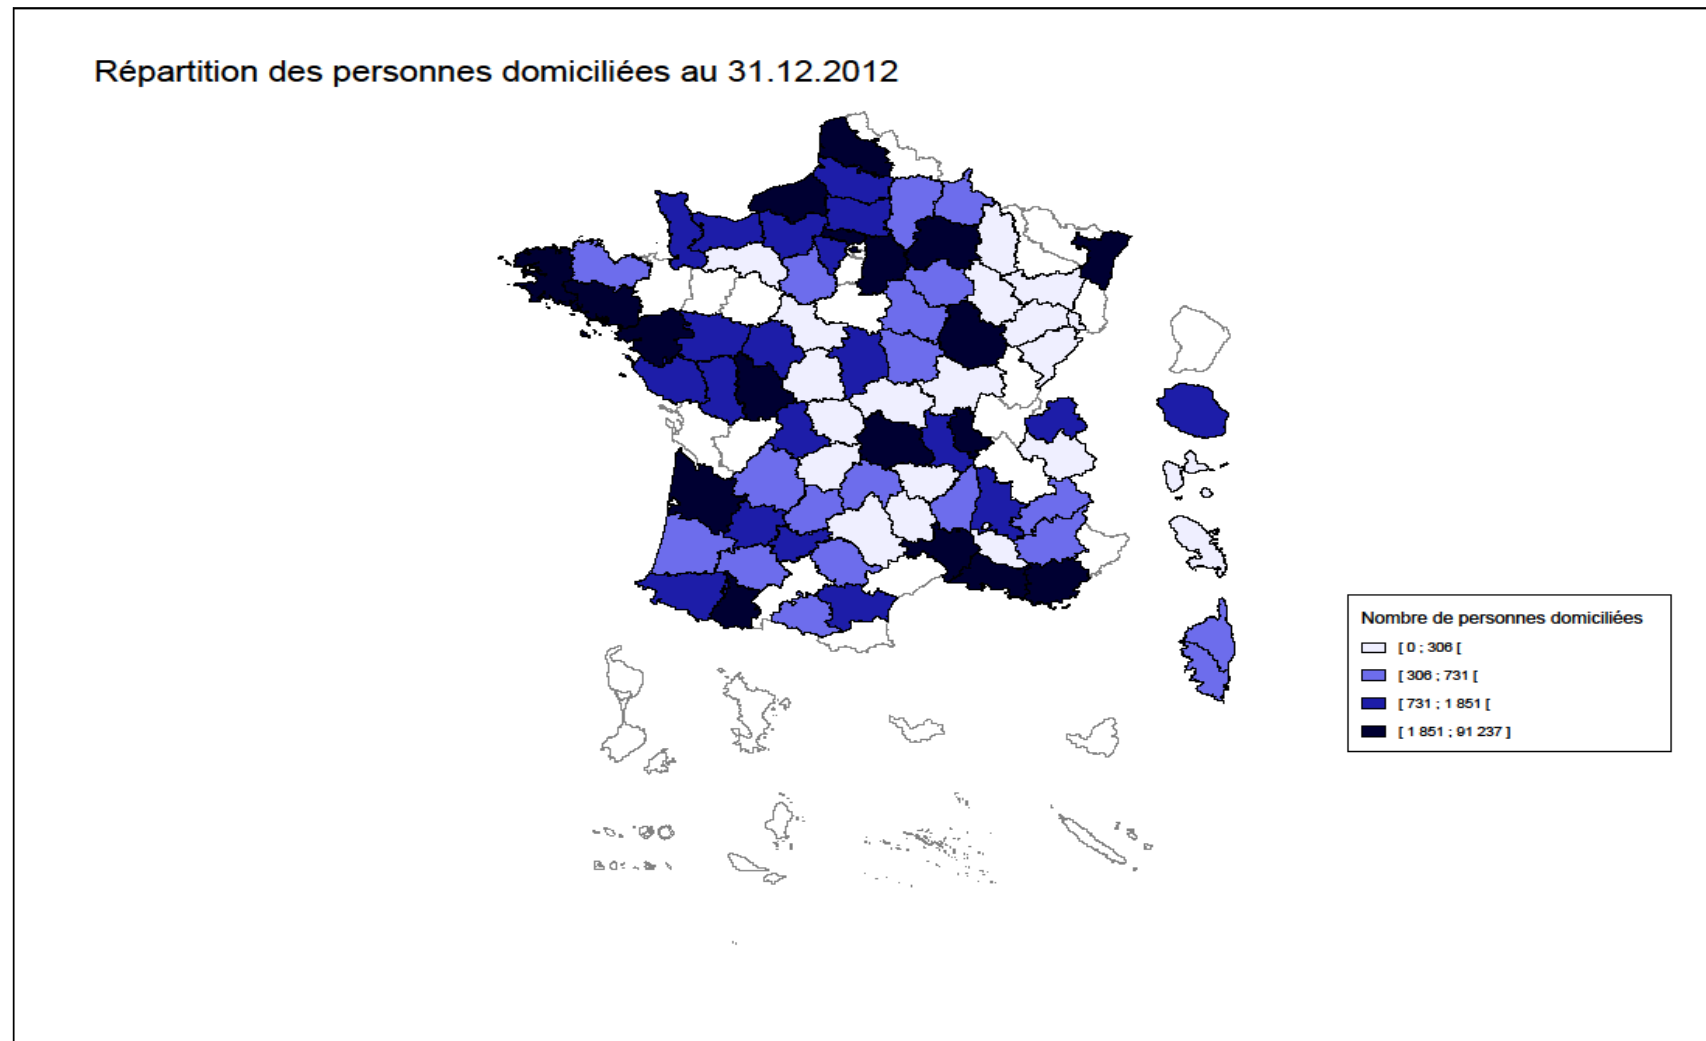 Répartition des personnes domiciliées au 31.12.2012
Nombre de personnes domiciliées
[ 0 ; 306 [
[ 306 ; 731 [
[ 731 ; 1 851 [
[ 1 851 ; 91 237 ]